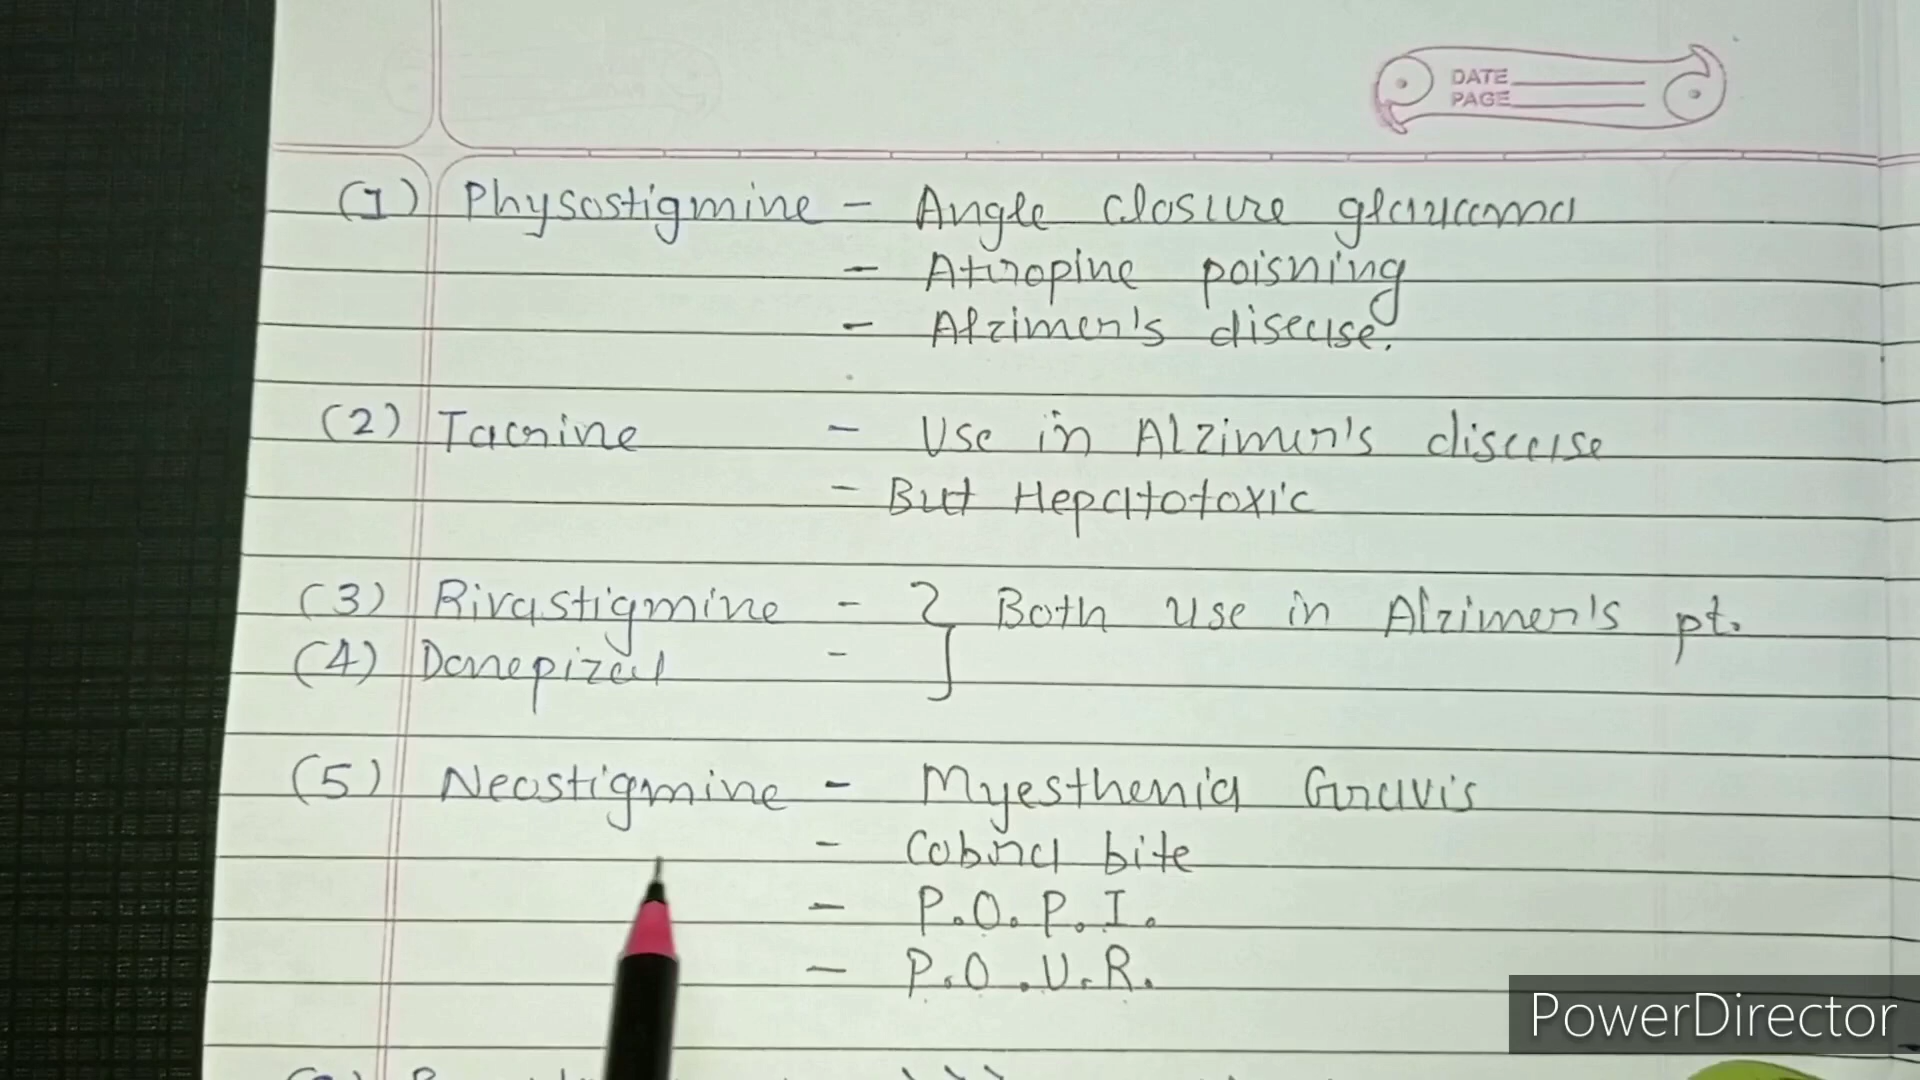 DATE
PAGE
(1) Physostigmine - Angle closure glaucoma
- Atropine poisning
- Alzimer's disease.
(2) Tacrine - Use in Alzimer's disease
- But Hepatotoxic
(3) Rivastigmine - } Both Use in Alzimer's pt.
(4) Donepizal -
(5) Neostigmine - Myesthenia Gravis
- Cobra bite
- P.O.P.I.
- P.O.U.R.
PowerDirector